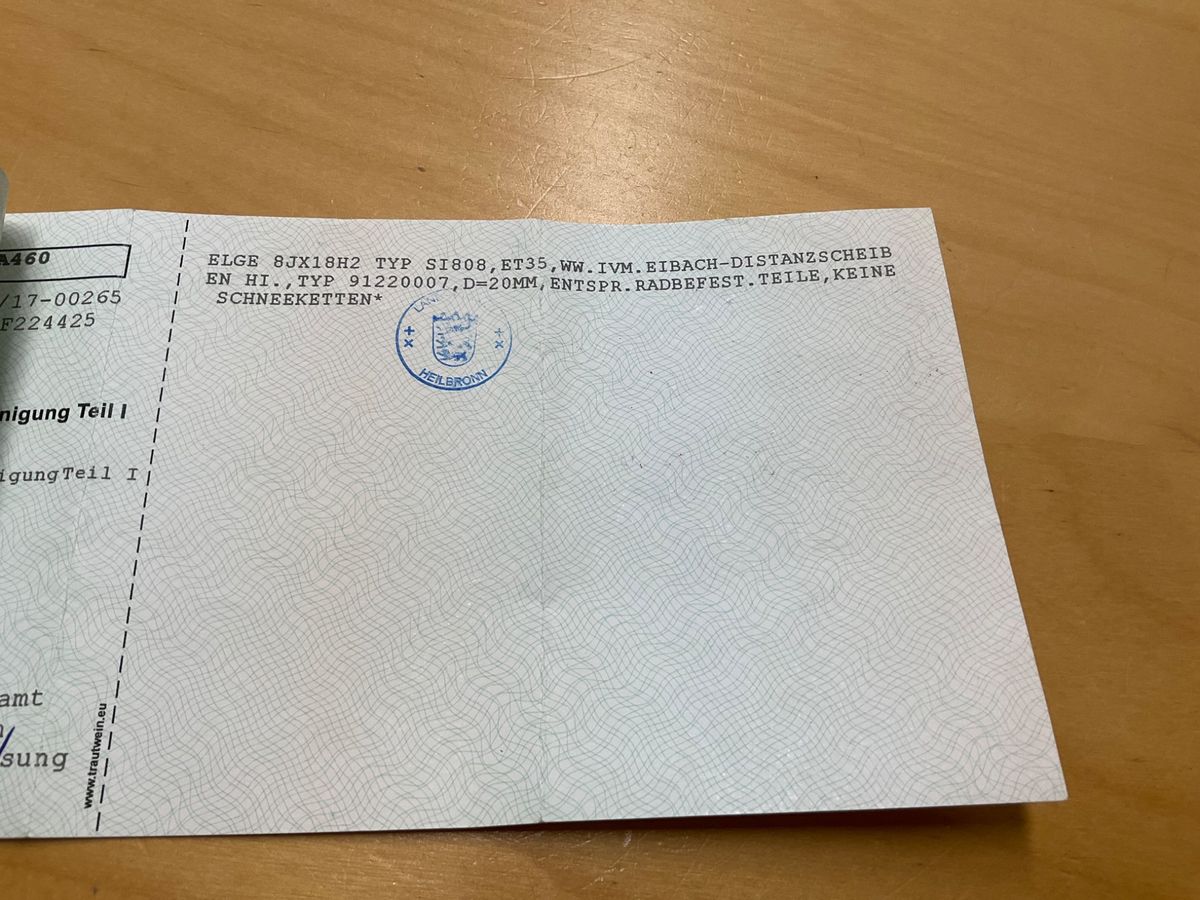 A460
/17-00265
F224425
nigung Teil I
igungTeil I
amt
sung
www.trautwein.eu
ELGE 8JX18H2 TYP SI808,ET35,WW.IVM.EIBACH-DISTANZSCHEIB
EN HI.,TYP 91220007,D=20MM,ENTSPR.RADBEFEST.TEILE,KEINE
SCHNEEKETTEN*
HEILBRONN